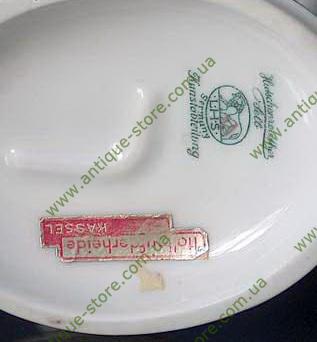 Hutschenreuther
Selb
LHS
Germany
Kunstabteilung
KASSEL
www.antique-store.com.ua
www.antique-store.com.ua
www.antique-store.com.ua